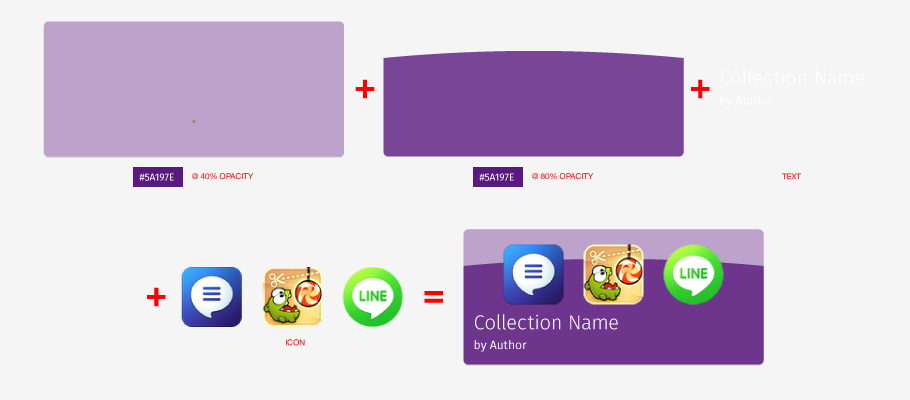 +
+
Collection Name
by Author
#5A197E
@ 40% OPACITY
#5A197E
@ 80% OPACITY
TEXT
+
LINE
=
ICON
LINE
Collection Name
by Author